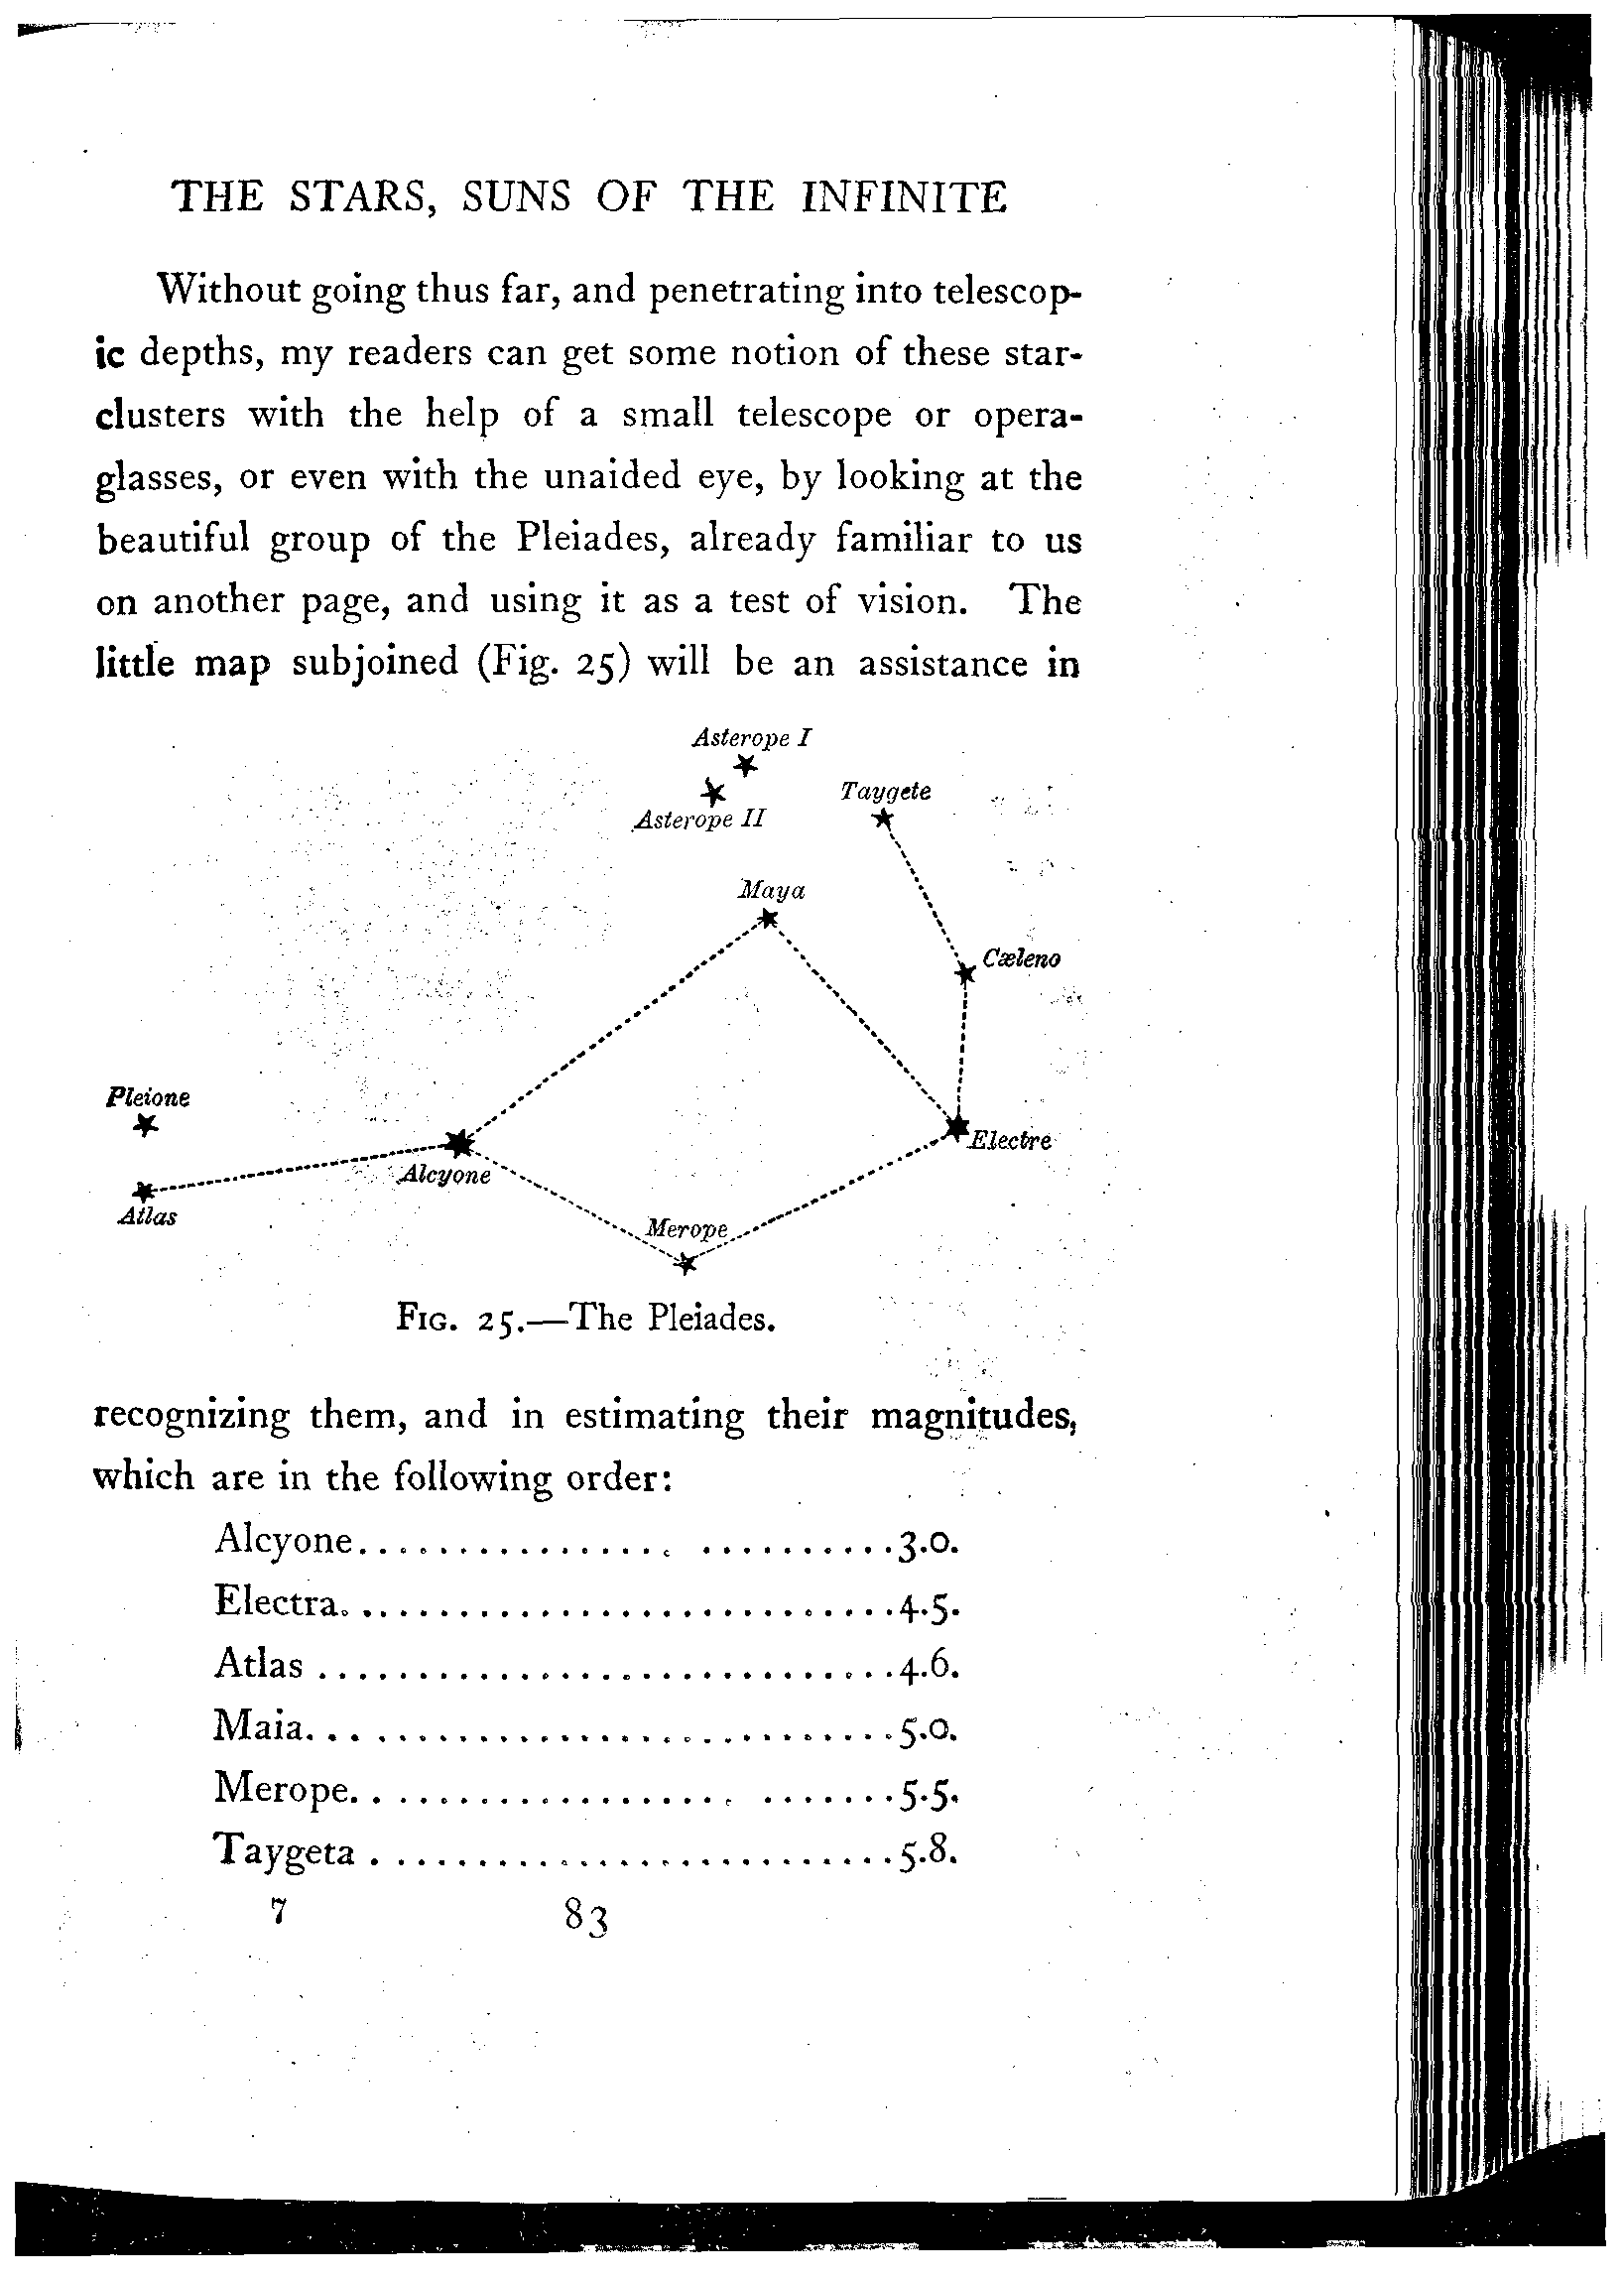 THE STARS, SUNS OF THE INFINITE
Without going thus far, and penetrating into telescop-
ic depths, my readers can get some notion of these star-
clusters with the help of a small telescope or opera-
glasses, or even with the unaided eye, by looking at the
beautiful group of the Pleiades, already familiar to us
on another page, and using it as a test of vision. The
little map subjoined (Fig. 25) will be an assistance in
Asterope I
Taygete
Asterope II
Maya
Cæleno
Pleione
Electre
Alcyone
Atlas
Merope
FIG. 25.—The Pleiades.
recognizing them, and in estimating their magnitudes,
which are in the following order:
Alcyone..........................3.0.
Electra...........................4.5.
Atlas.............................4.6.
Maia.............................5.0.
Merope..........................5.5.
Taygeta..........................5.8.
7 83